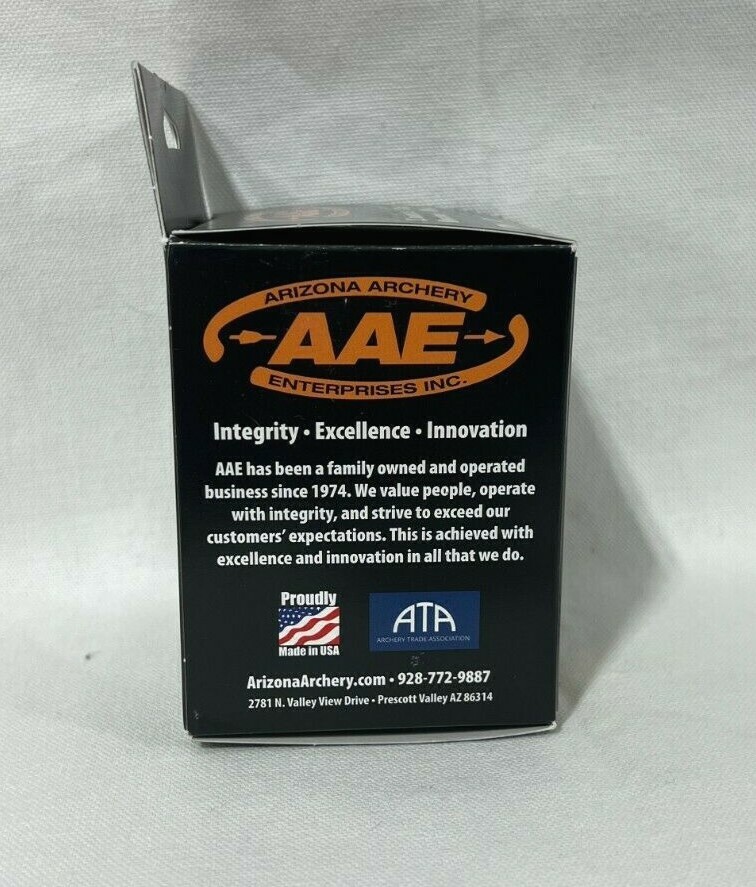 ARIZONA ARCHERY
AAE
ENTERPRISES INC.
Integrity • Excellence • Innovation
AAE has been a family owned and operated
business since 1974. We value people, operate
with integrity, and strive to exceed our
customers' expectations. This is achieved with
excellence and innovation in all that we do.
Proudly
Made in USA
ATA
ARCHERY TRADE ASSOCIATION
ArizonaArchery.com • 928-772-9887
2781 N. Valley View Drive • Prescott Valley AZ 86314